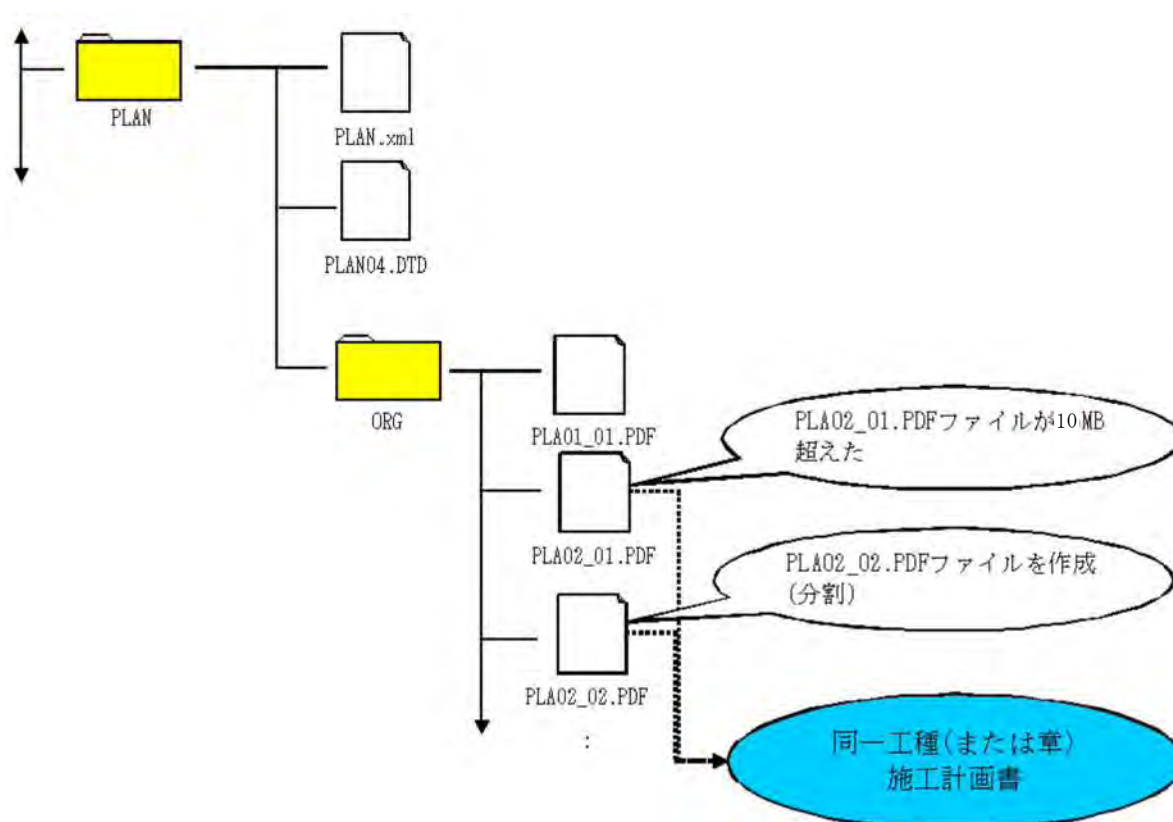 PLAN
PLAN.xml
PLAN04.DTD
ORG
PLA01_01.PDF
PLA02_01.PDFファイルが10MB
超えた
PLA02_01.PDF
PLA02_02.PDFファイルを作成
(分割)
PLA02_02.PDF
:
同一工種(または章)
施工計画書